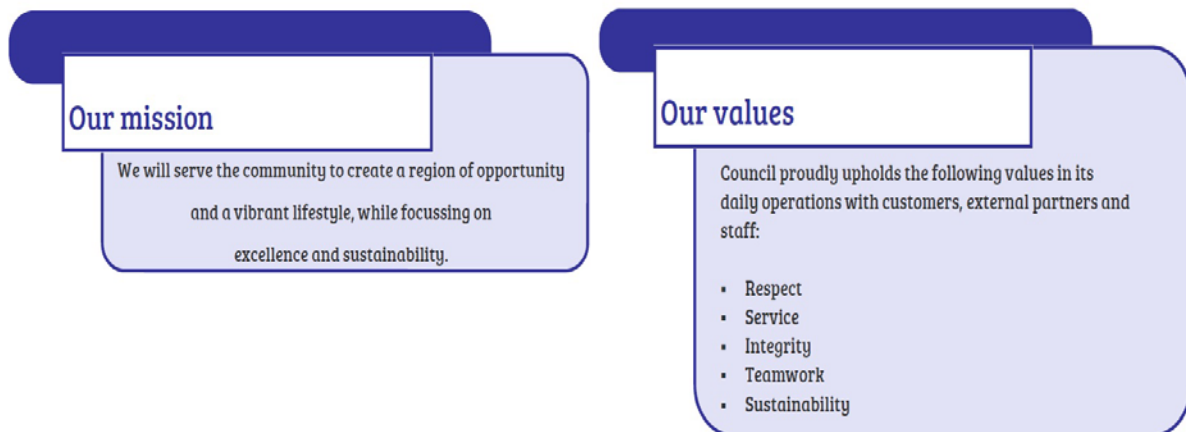 Our mission
We will serve the community to create a region of opportunity
and a vibrant lifestyle, while focussing on
excellence and sustainability.
Our values
Council proudly upholds the following values in its
daily operations with customers, external partners and
staff:
▪ Respect
▪ Service
▪ Integrity
▪ Teamwork
▪ Sustainability